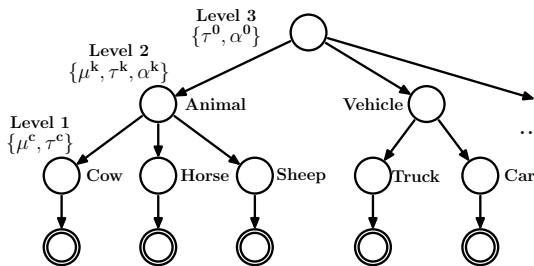 Level 3
{τ⁰, α⁰}
Level 2
{μᵏ, τᵏ, αᵏ}
Animal
Vehicle
...
Level 1
{μᶜ, τᶜ}
Cow
Horse
Sheep
Truck
Car